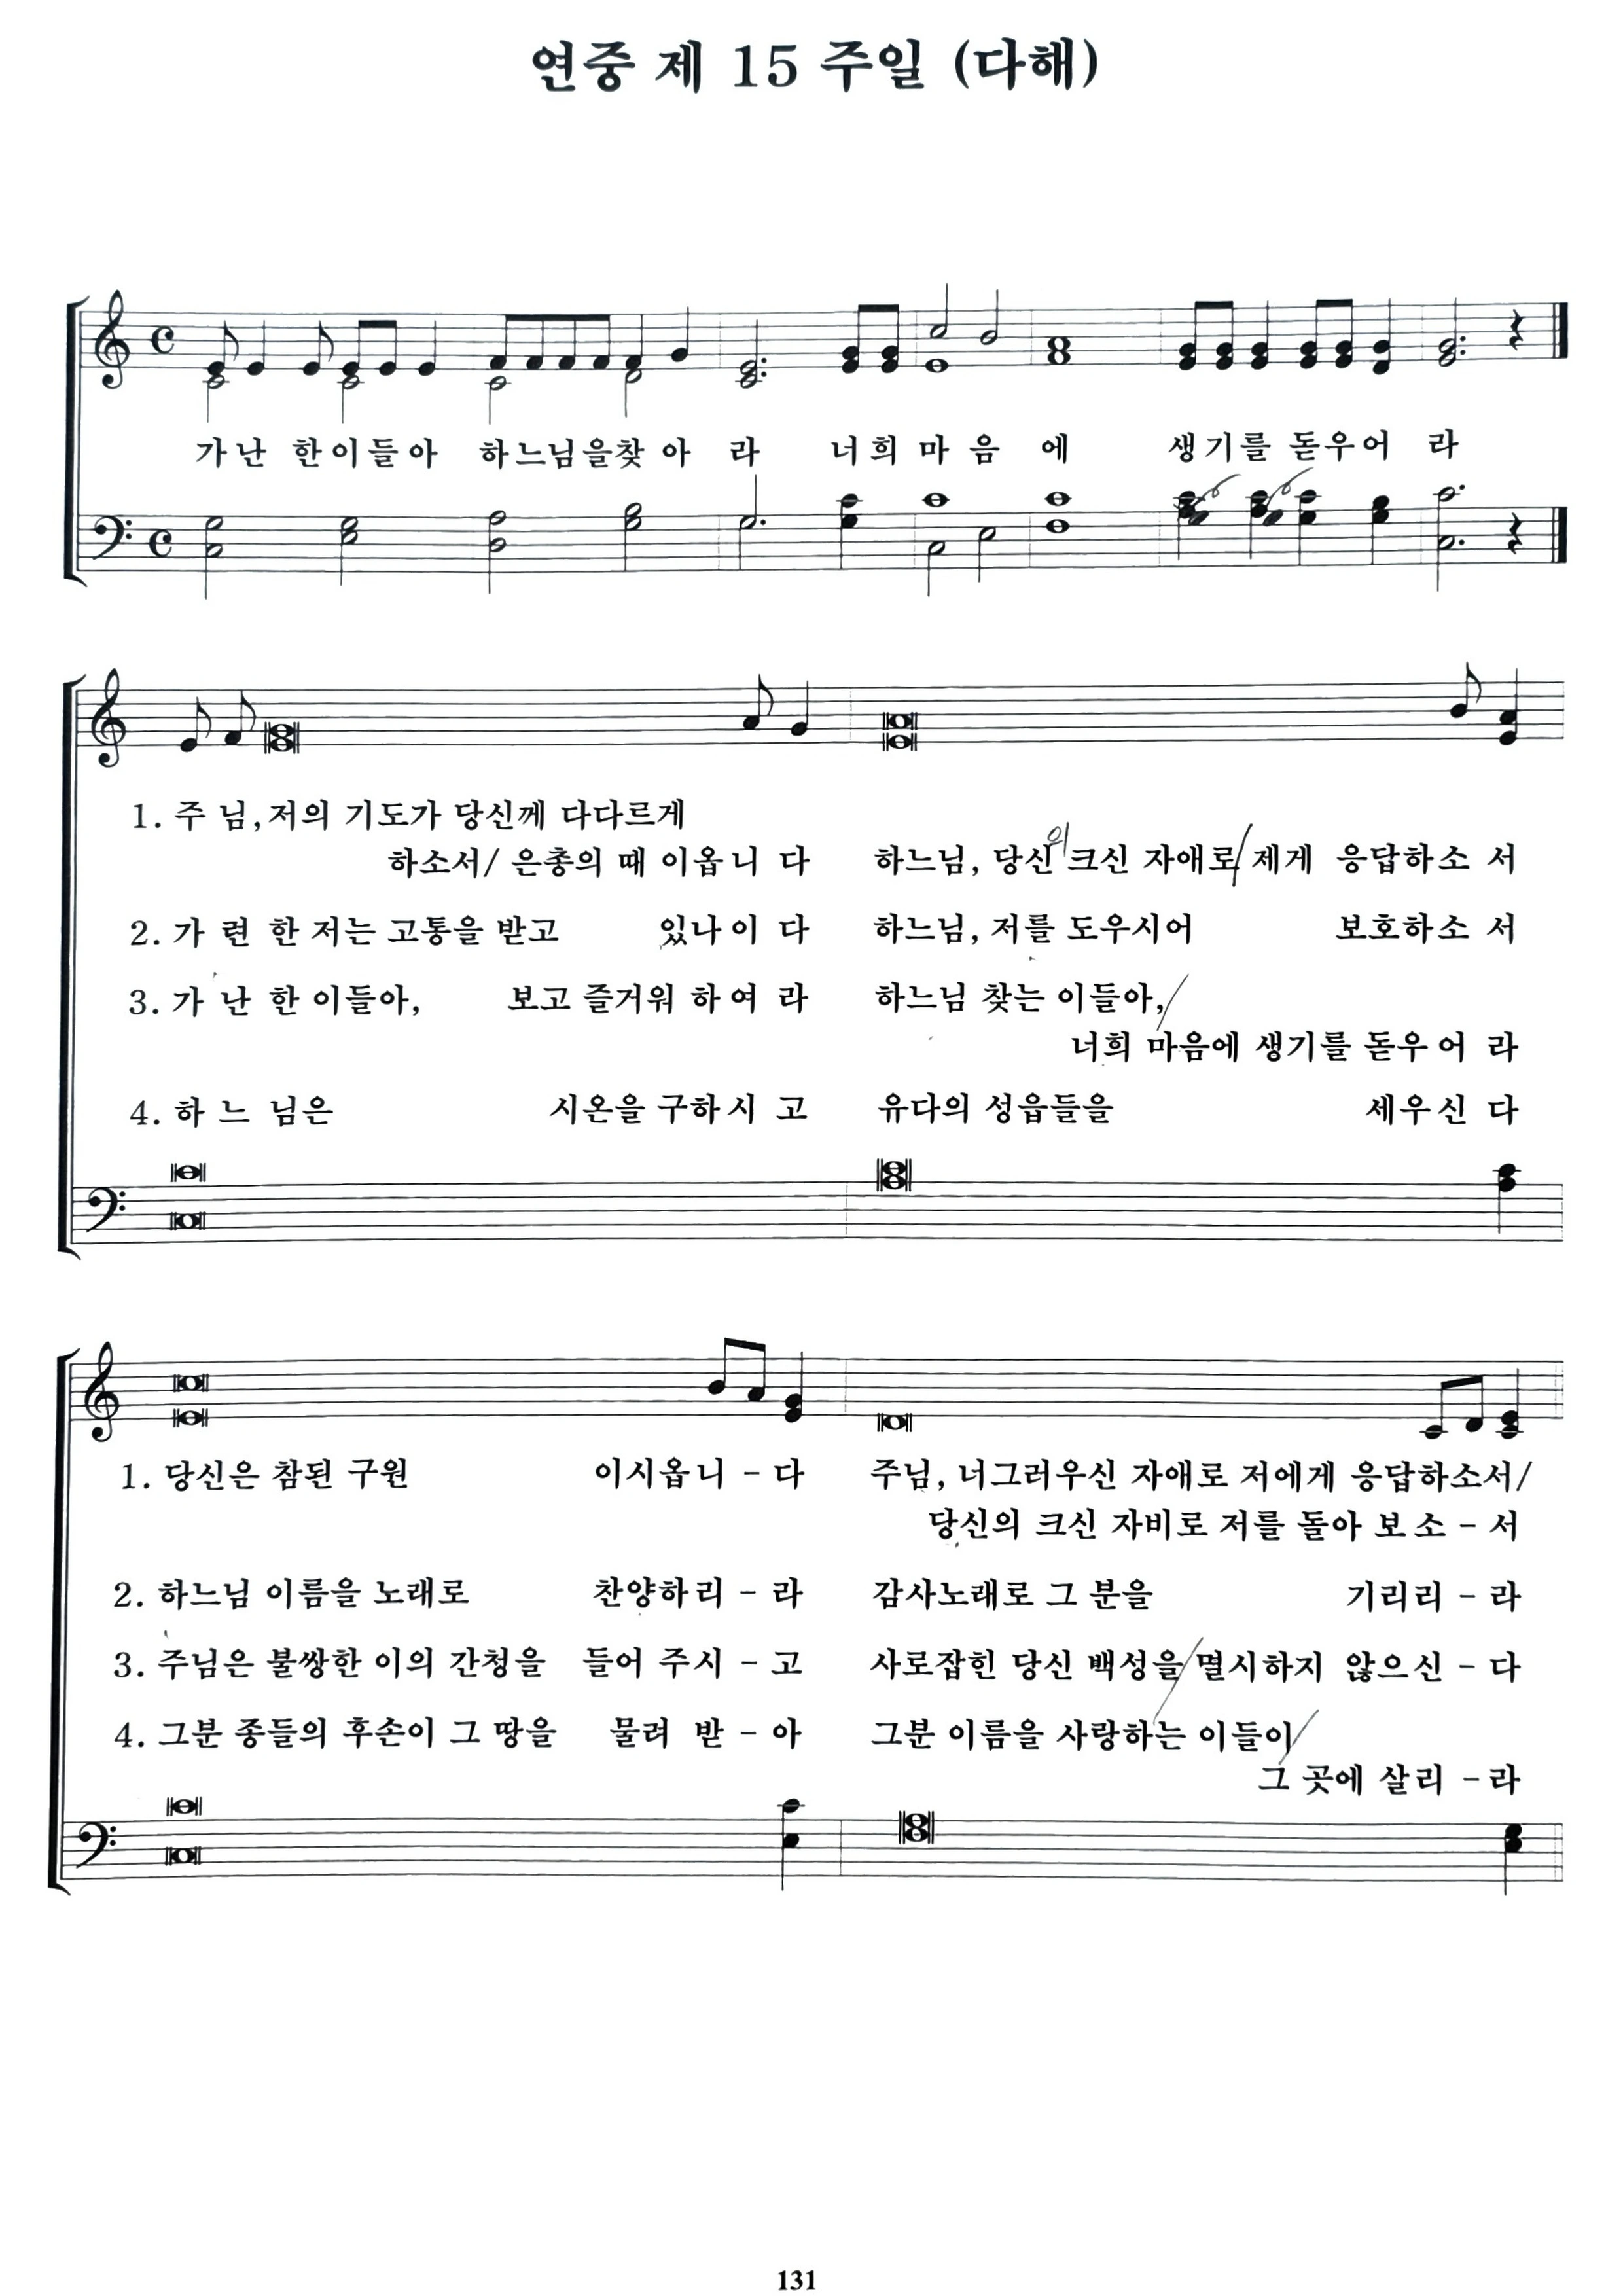 연중 제 15 주일 (다해)
가난 한이들아 하느님을찾 아 라 너희 마 음 에 생기를 돋우어 라
1. 주 님, 저의 기도가 당신께 다다르게
하소서/ 은총의 때 이옵니 다 하느님, 당신의 크신 자애로/ 제게 응답하소 서
2. 가 련 한 저는 고통을 받고 있나이 다 하느님, 저를 도우시어 보호하소 서
3. 가 난 한 이들아, 보고 즐거워 하여 라 하느님 찾는 이들아, /
너희 마음에 생기를 돋우어 라
4. 하 느 님은 시온을 구하시 고 유다의 성읍들을 세우신 다
1. 당신은 참된 구원 이시옵니 - 다 주님, 너그러우신 자애로 저에게 응답하소서/
당신의 크신 자비로 저를 돌아 보소 - 서
2. 하느님 이름을 노래로 찬양하리 - 라 감사노래로 그 분을 기리리 - 라
3. 주님은 불쌍한 이의 간청을 들어 주시 - 고 사로잡힌 당신 백성을/ 멸시하지 않으신 - 다
4. 그분 종들의 후손이 그 땅을 물려 받 - 아 그분 이름을 사랑하는 이들이/
그 곳에 살리 - 라
131